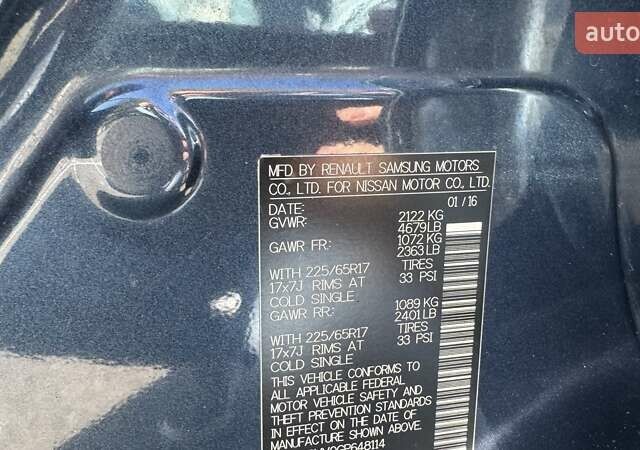 auto
MFD. BY RENAULT SAMSUNG MOTORS
CO., LTD. FOR NISSAN MOTOR CO., LTD.
DATE: 01/16
GVWR: 2122 KG
4679LB
GAWR FR: 1072 KG
2363LB
WITH 225/65R17 TIRES
17x7J RIMS AT 33 PSI
COLD SINGLE
GAWR RR: 1089 KG
2401LB
WITH 225/65R17 TIRES
17x7J RIMS AT 33 PSI
COLD SINGLE
THIS VEHICLE CONFORMS TO
ALL APPLICABLE FEDERAL
MOTOR VEHICLE SAFETY AND
THEFT PREVENTION STANDARDS
IN EFFECT ON THE DATE OF
MANUFACTURE SHOWN ABOVE.